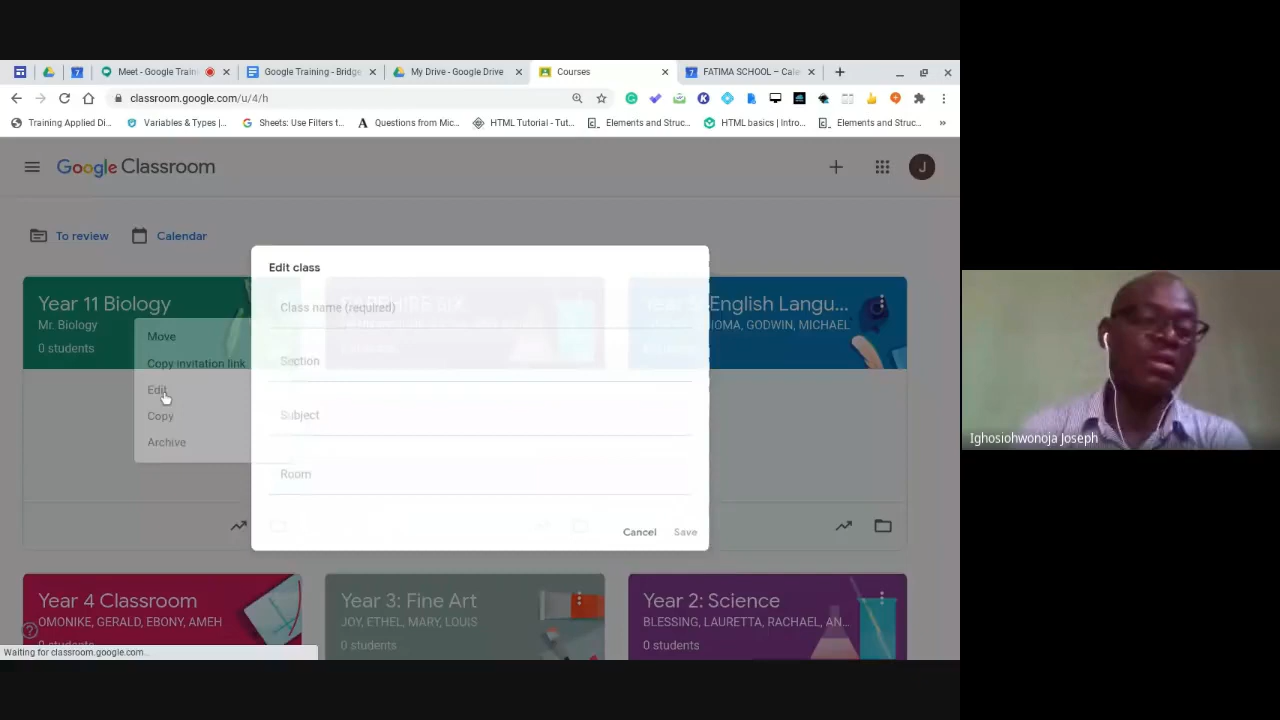 Meet - Google Train
Google Training - Bridge
My Drive - Google Drive
Courses
FATIMA SCHOOL – Cale
classroom.google.com/u/4/h
Training Applied Di...
Variables & Types |...
Sheets: Use Filters t...
Questions from Mic...
HTML Tutorial - Tut...
Elements and Struc...
HTML basics | Intro...
Elements and Struc...
Google Classroom
J
To review
Calendar
Edit class
Year 11 Biology
Mr. Biology
0 students
Class name (required)
SAPPHIRE SIX
English Langu...
IOMA, GODWIN, MICHAEL
Move
Copy invitation link
Edit
Copy
Archive
Section
Subject
Room
Cancel
Save
Year 4 Classroom
OMONIKE, GERALD, EBONY, AMEH
0 students
Year 3: Fine Art
JOY, ETHEL, MARY, LOUIS
0 students
Year 2: Science
BLESSING, LAURETTA, RACHAEL, AN...
0 students
Waiting for classroom.google.com...
Ighosiohwonoja Joseph